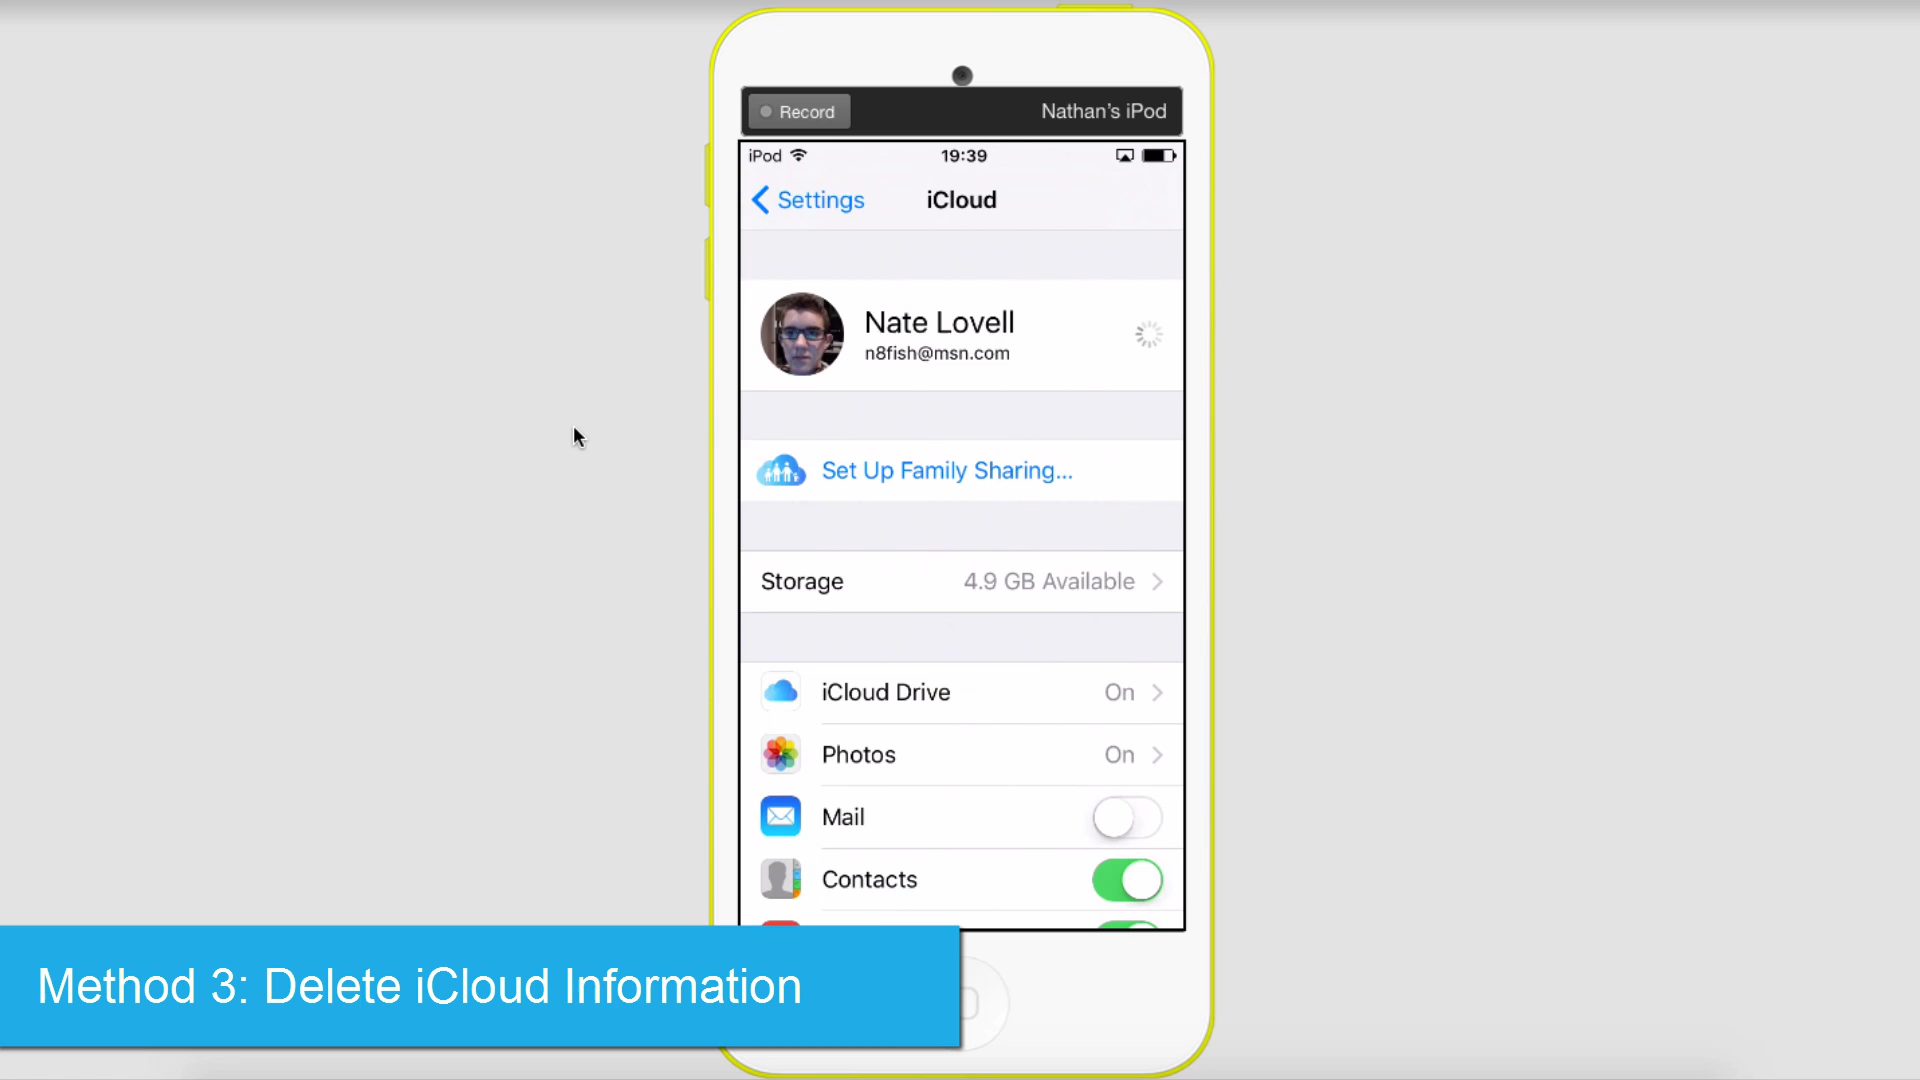 Record
Nathan’s iPod
iPod
19:39
Settings
iCloud
Nate Lovell
n8fish@msn.com
Set Up Family Sharing...
Storage
4.9 GB Available
iCloud Drive
On
Photos
On
Mail
Contacts
Method 3: Delete iCloud Information